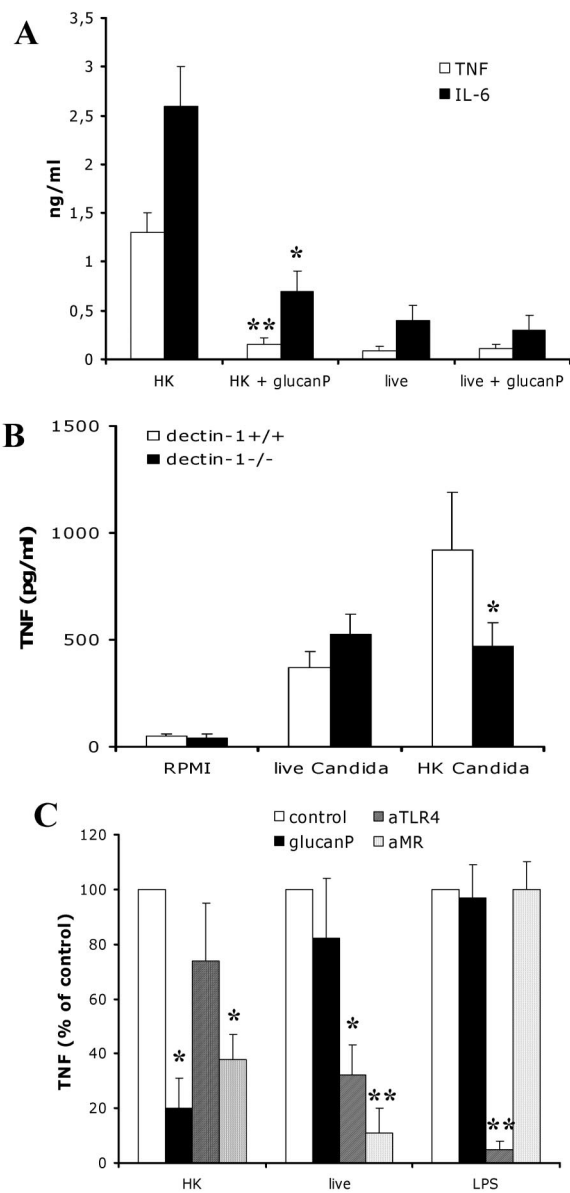 A
3,5
3
2,5
2
1,5
1
0,5
0
ng/ml
TNF
IL-6
*
**
HK
HK + glucanP
live
live + glucanP
B
1500
1000
500
0
TNF (pg/ml)
dectin-1+/+
dectin-1-/-
*
RPMI
live Candida
HK Candida
C
control
aTLR4
glucanP
aMR
120
100
80
60
40
20
0
TNF (% of control)
*
*
*
**
**
HK
live
LPS